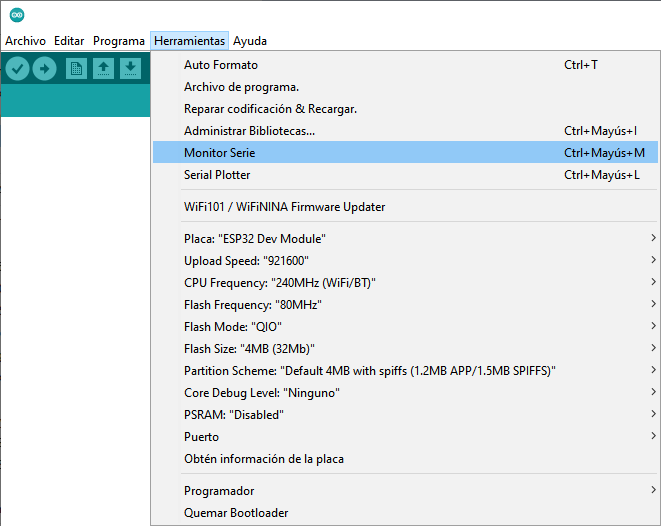 Archivo Editar Programa Herramientas Ayuda
Auto Formato Ctrl+T
Archivo de programa.
Reparar codificación & Recargar.
Administrar Bibliotecas... Ctrl+Mayús+I
Monitor Serie Ctrl+Mayús+M
Serial Plotter Ctrl+Mayús+L
WiFi101 / WiFiNINA Firmware Updater
Placa: "ESP32 Dev Module"
Upload Speed: "921600"
CPU Frequency: "240MHz (WiFi/BT)"
Flash Frequency: "80MHz"
Flash Mode: "QIO"
Flash Size: "4MB (32Mb)"
Partition Scheme: "Default 4MB with spiffs (1.2MB APP/1.5MB SPIFFS)"
Core Debug Level: "Ninguno"
PSRAM: "Disabled"
Puerto
Obtén información de la placa
Programador
Quemar Bootloader